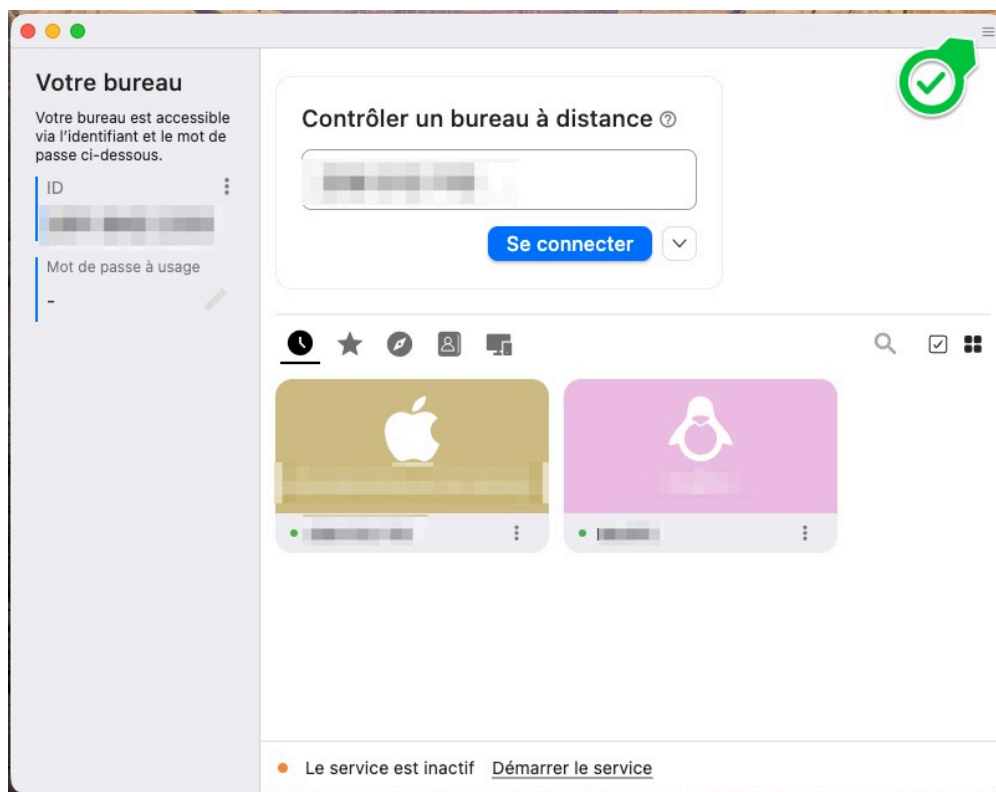 Votre bureau
Votre bureau est accessible
via l'identifiant et le mot de
passe ci-dessous.
ID
Mot de passe à usage
-
Contrôler un bureau à distance
Se connecter
Le service est inactif Démarrer le service